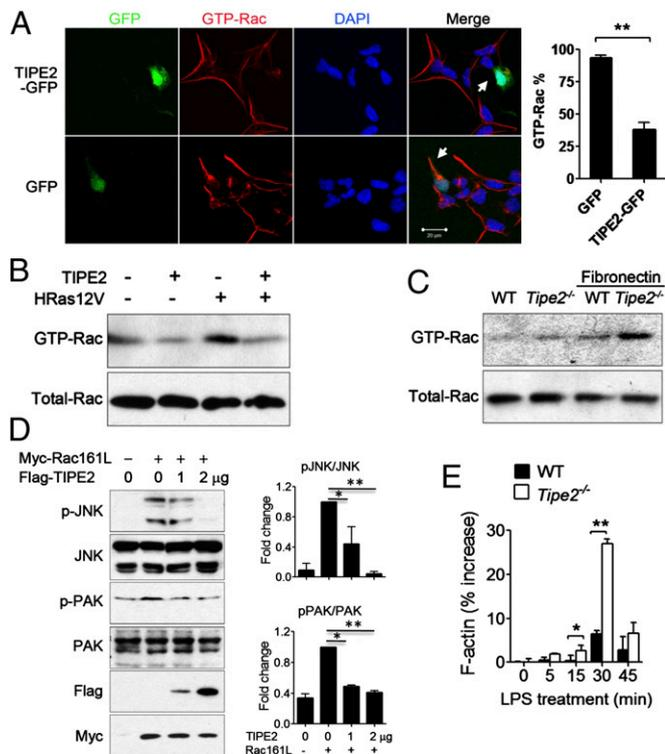 A
GFP
GTP-Rac
DAPI
Merge
TIPE2
-GFP
GFP
20 μm
**
100
75
50
25
0
GTP-Rac %
GFP
TIPE2-GFP
B
TIPE2 - + - +
HRas12V - - + +
GTP-Rac
Total-Rac
C
Fibronectin
WT Tipe2-/- WT Tipe2-/-
GTP-Rac
Total-Rac
D
Myc-Rac161L - + + +
Flag-TIPE2 0 0 1 2 μg
p-JNK
JNK
p-PAK
PAK
Flag
Myc
pJNK/JNK
**
*
1.2
0.8
0.4
0.0
Fold change
pPAK/PAK
**
*
1.2
0.8
0.4
0.0
Fold change
TIPE2 0 0 1 2 μg
Rac161L - + + +
E
WT
Tipe2-/-
**
*
30
20
10
0
F-actin (% increase)
0 5 15 30 45
LPS treatment (min)